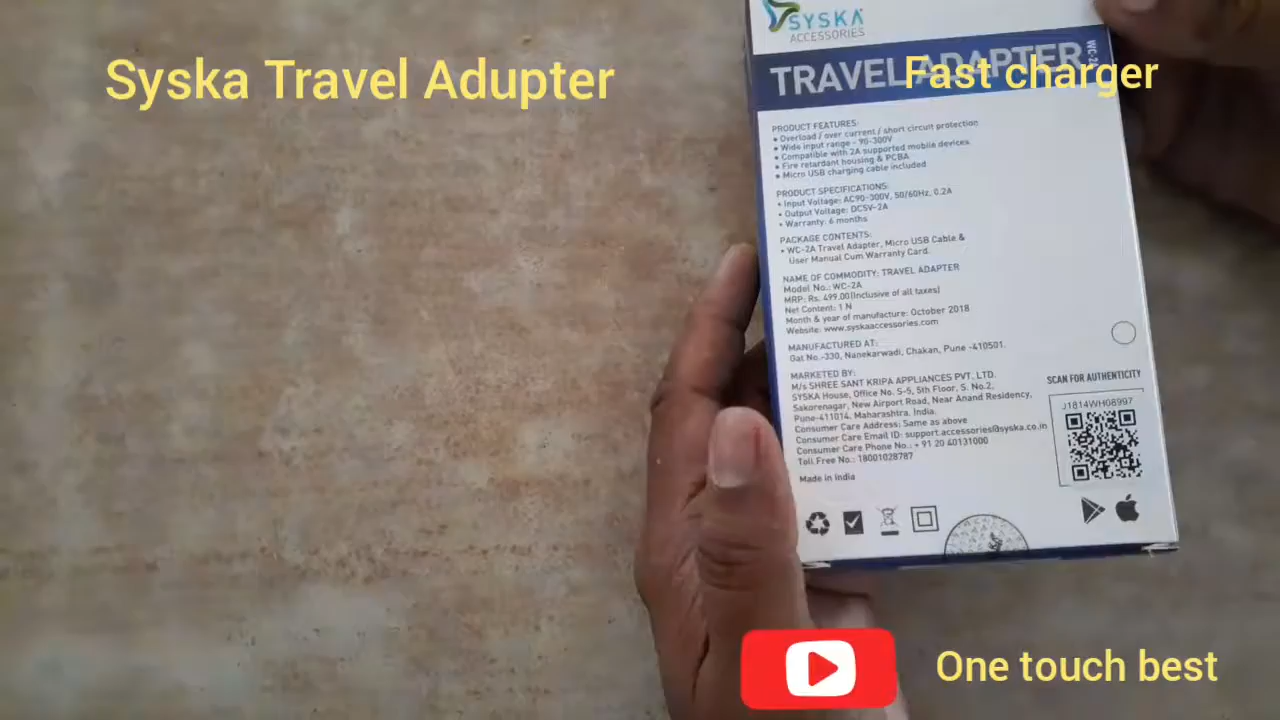 Syska Travel Adupter
Fast charger
SYSKA
ACCESSORIES
TRAVEL ADAPTER
WC-2A
PRODUCT FEATURES:
• Overload / over current / short circuit protection
• Wide input range - 90-300V
• Compatible with 2A supported mobile devices
• Fire retardant housing & PCBA
• Micro USB charging cable included
PRODUCT SPECIFICATIONS:
• Input Voltage: AC90-300V, 50/60Hz, 0.2A
• Output Voltage: DC5V-2A
• Warranty: 6 months
PACKAGE CONTENTS:
• WC-2A Travel Adapter, Micro USB Cable &
User Manual Cum Warranty Card.
NAME OF COMMODITY: TRAVEL ADAPTER
Model No.: WC-2A
MRP: Rs. 499.00(Inclusive of all taxes)
Net Content: 1 N
Month & year of manufacture: October 2018
Website: www.syskaaccessories.com
MANUFACTURED AT:
Gat No.-330, Nanekarwadi, Chakan, Pune -410501.
MARKETED BY:
M/s SHREE SANT KRIPA APPLIANCES PVT. LTD.
SYSKA House, Office No. S-5, 5th Floor, S. No.2,
Sakorenagar, New Airport Road, Near Anand Residency,
Pune-411014, Maharashtra, India.
Consumer Care Address: Same as above
Consumer Care Email ID: support.accessories@syska.co.in
Consumer Care Phone No.: + 91 20 40131000
Toll Free No.: 18001028787
Made in India
SCAN FOR AUTHENTICITY
J1814WH08997
One touch best